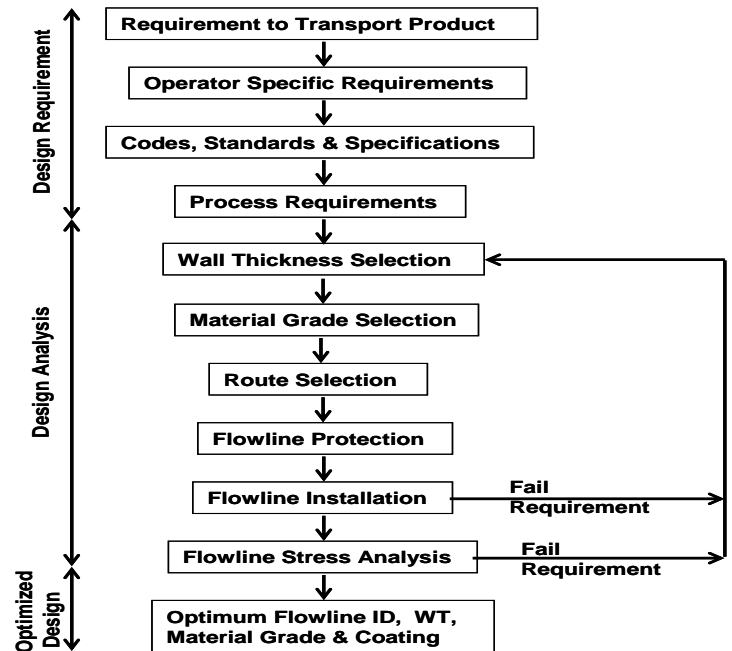 Requirement to Transport Product
Operator Specific Requirements
Codes, Standards & Specifications
Process Requirements
Design Requirement
Wall Thickness Selection
Material Grade Selection
Route Selection
Flowline Protection
Flowline Installation
Fail
Requirement
Flowline Stress Analysis
Fail
Requirement
Design Analysis
Optimum Flowline ID, WT,
Material Grade & Coating
Optimized
Design